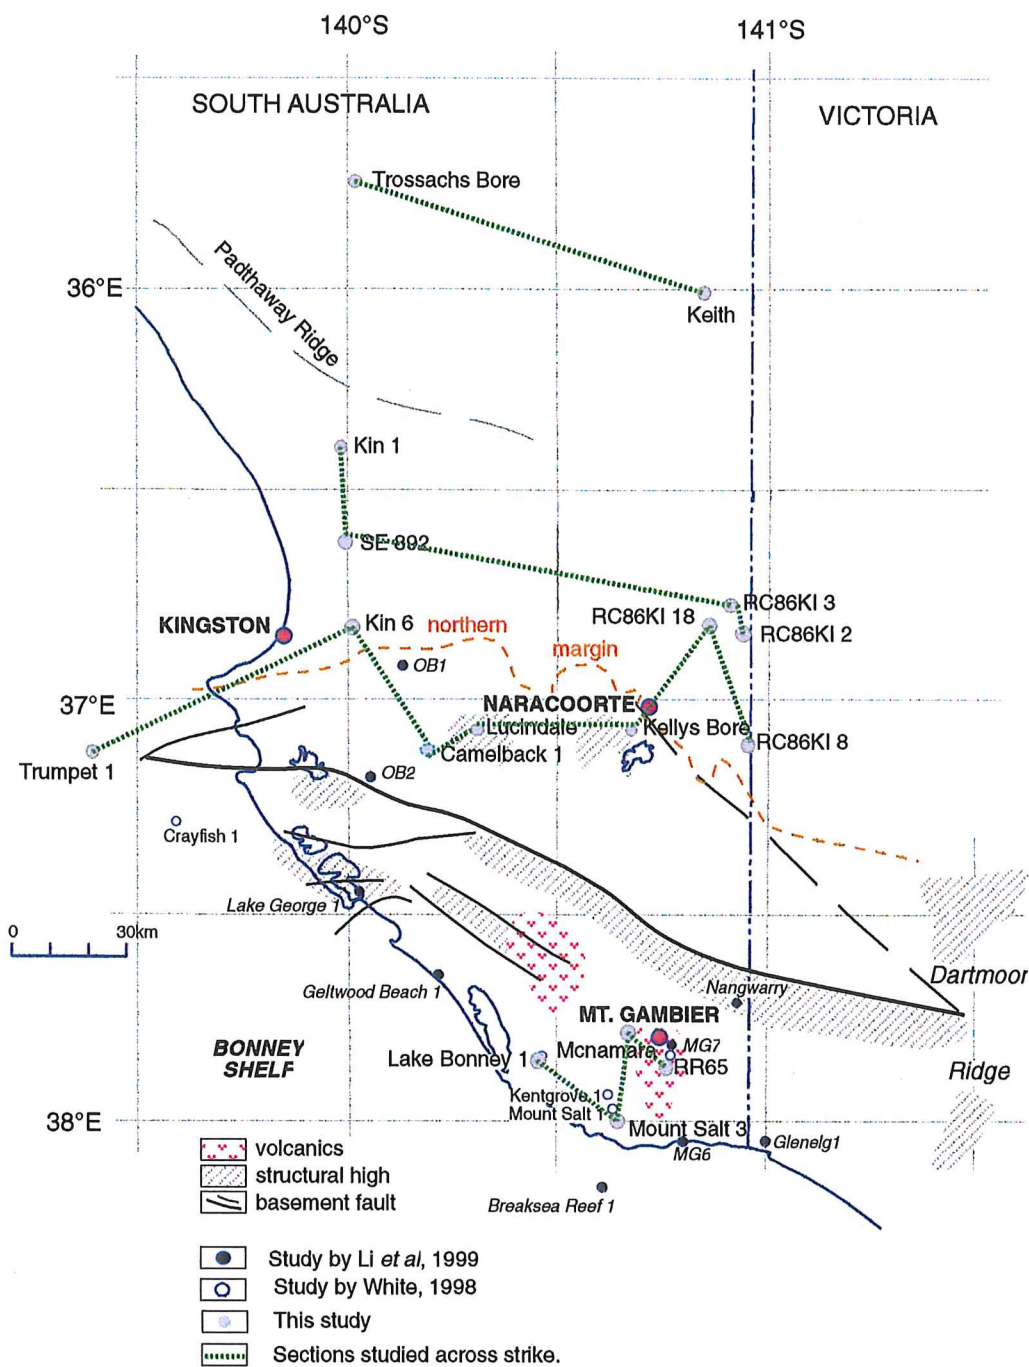 140°S
141°S
SOUTH AUSTRALIA
VICTORIA
Trossachs Bore
Padthaway Ridge
36°E
Keith
Kin 1
SE 892
RC86KI 3
RC86KI 18
RC86KI 2
KINGSTON
Kin 6
northern
margin
OB1
NARACOORTE
37°E
Lucindale
Kellys Bore
RC86KI 8
Camelback 1
Trumpet 1
OB2
Crayfish 1
Lake George 1
0
30km
Geltwood Beach 1
Nangwarry
Dartmoor
MT. GAMBIER
BONNEY
SHELF
Lake Bonney 1
Mcnamara
MG7
RR65
Ridge
Kentgrove 1
Mount Salt 1
38°E
Mount Salt 3
MG6
Glenelg1
Breaksea Reef 1
volcanics
structural high
basement fault
Study by Li et al, 1999
Study by White, 1998
This study
Sections studied across strike.